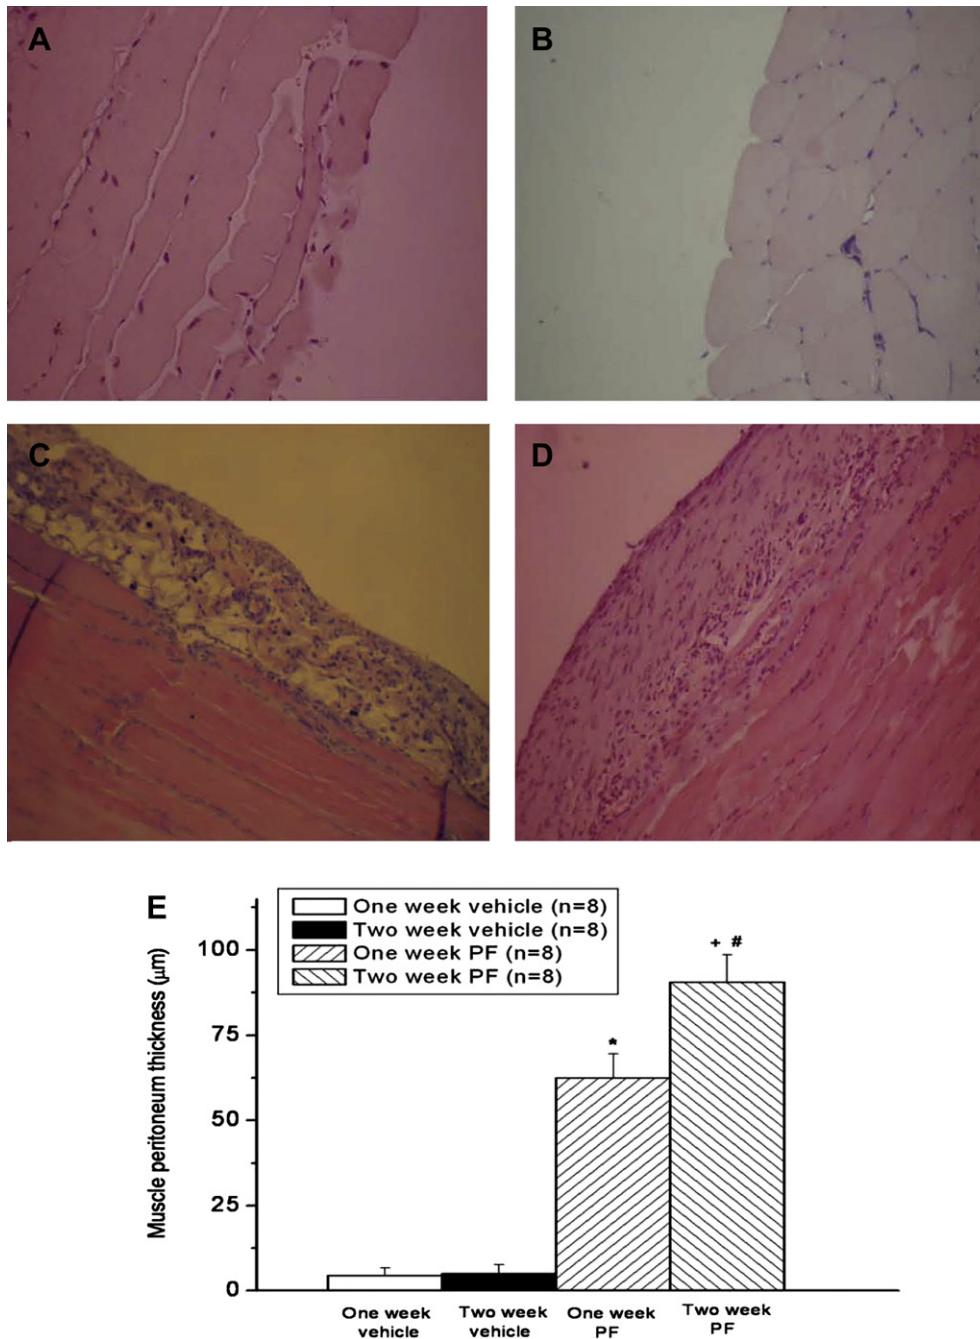 A
B
C
D
E
One week vehicle (n=8)
Two week vehicle (n=8)
One week PF (n=8)
Two week PF (n=8)
Muscle peritoneum thickness (μm)
100
75
50
25
0
*
+ #
One week
vehicle
Two week
vehicle
One week
PF
Two week
PF